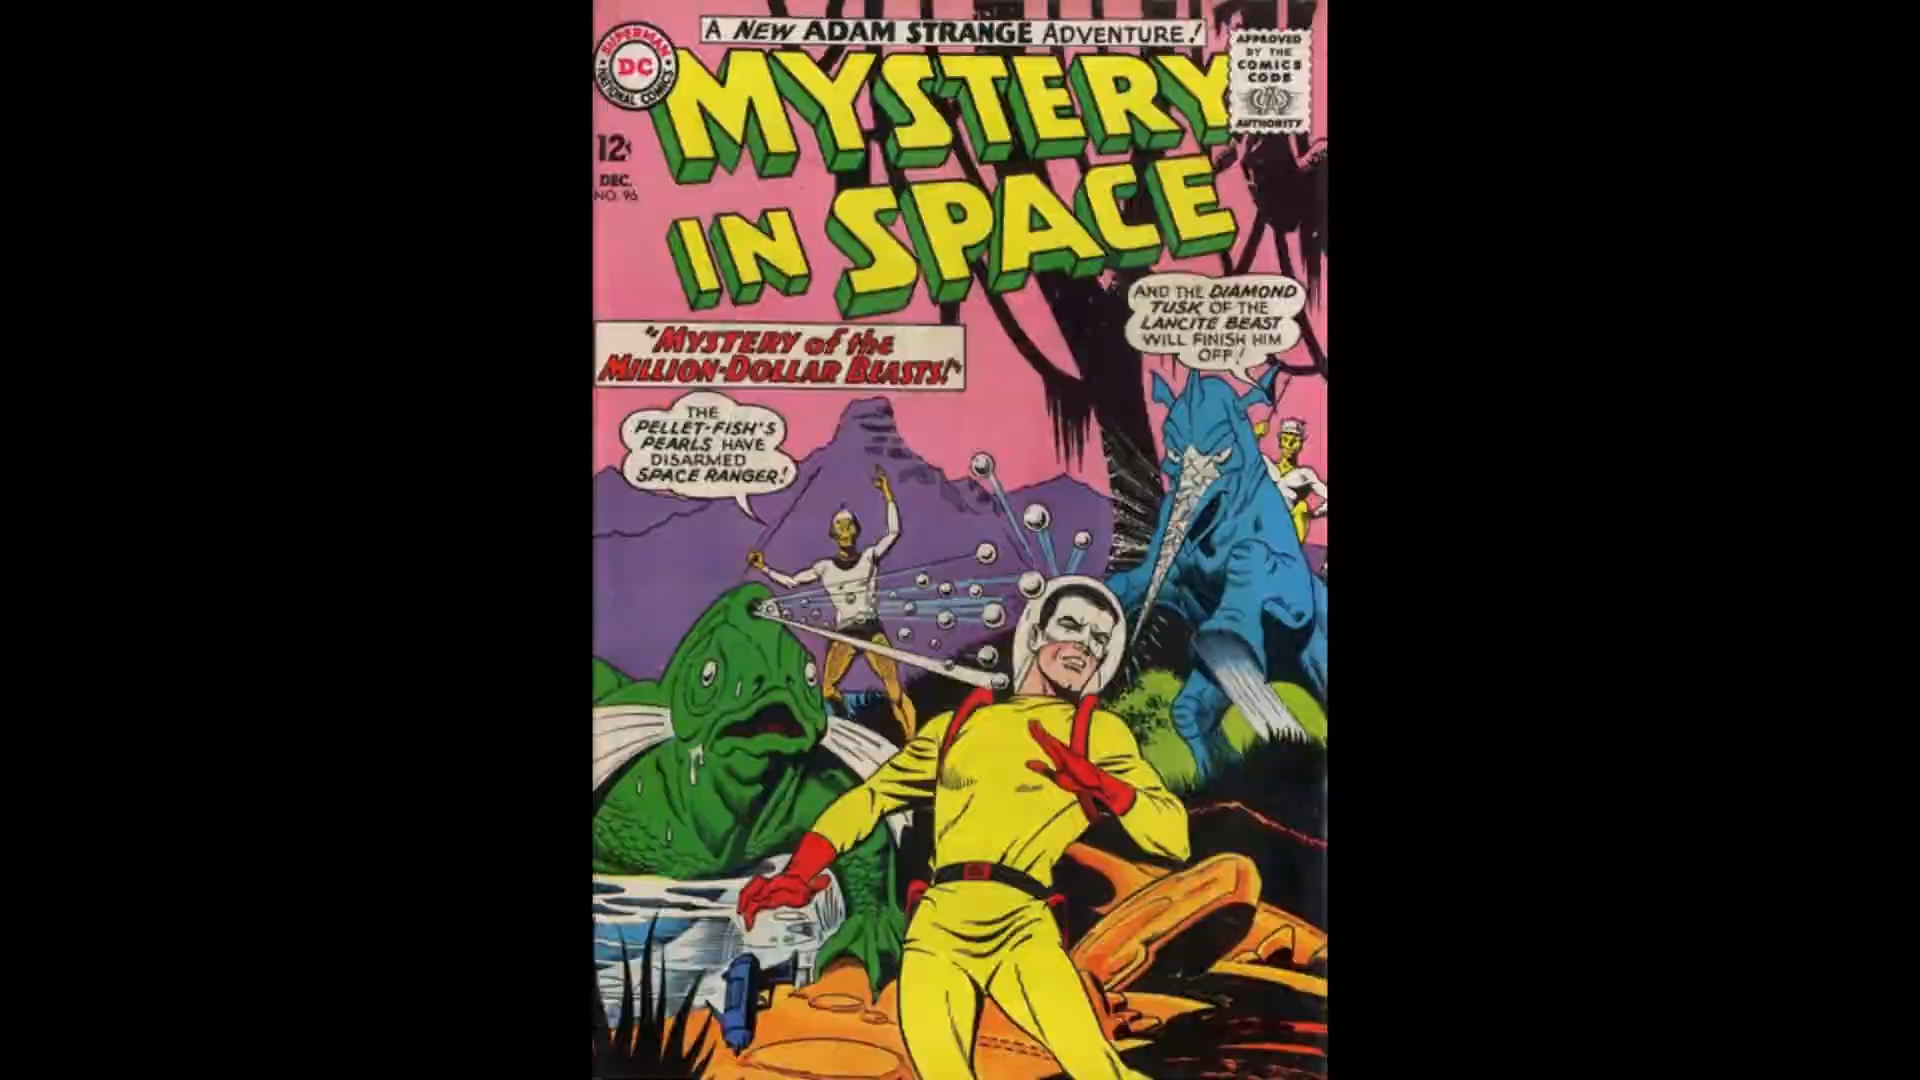 A NEW ADAM STRANGE ADVENTURE!
SUPERMAN
DC
NATIONAL COMICS
APPROVED
BY THE
COMICS
CODE
AUTHORITY
MYSTERY
IN SPACE
12¢
DEC.
NO. 96
AND THE DIAMOND
TUSK OF THE
LANCITE BEAST
WILL FINISH HIM
OFF!
"MYSTERY of the
MILLION-DOLLAR BEASTS!"
THE
PELLET-FISH'S
PEARLS HAVE
DISARMED
SPACE RANGER!